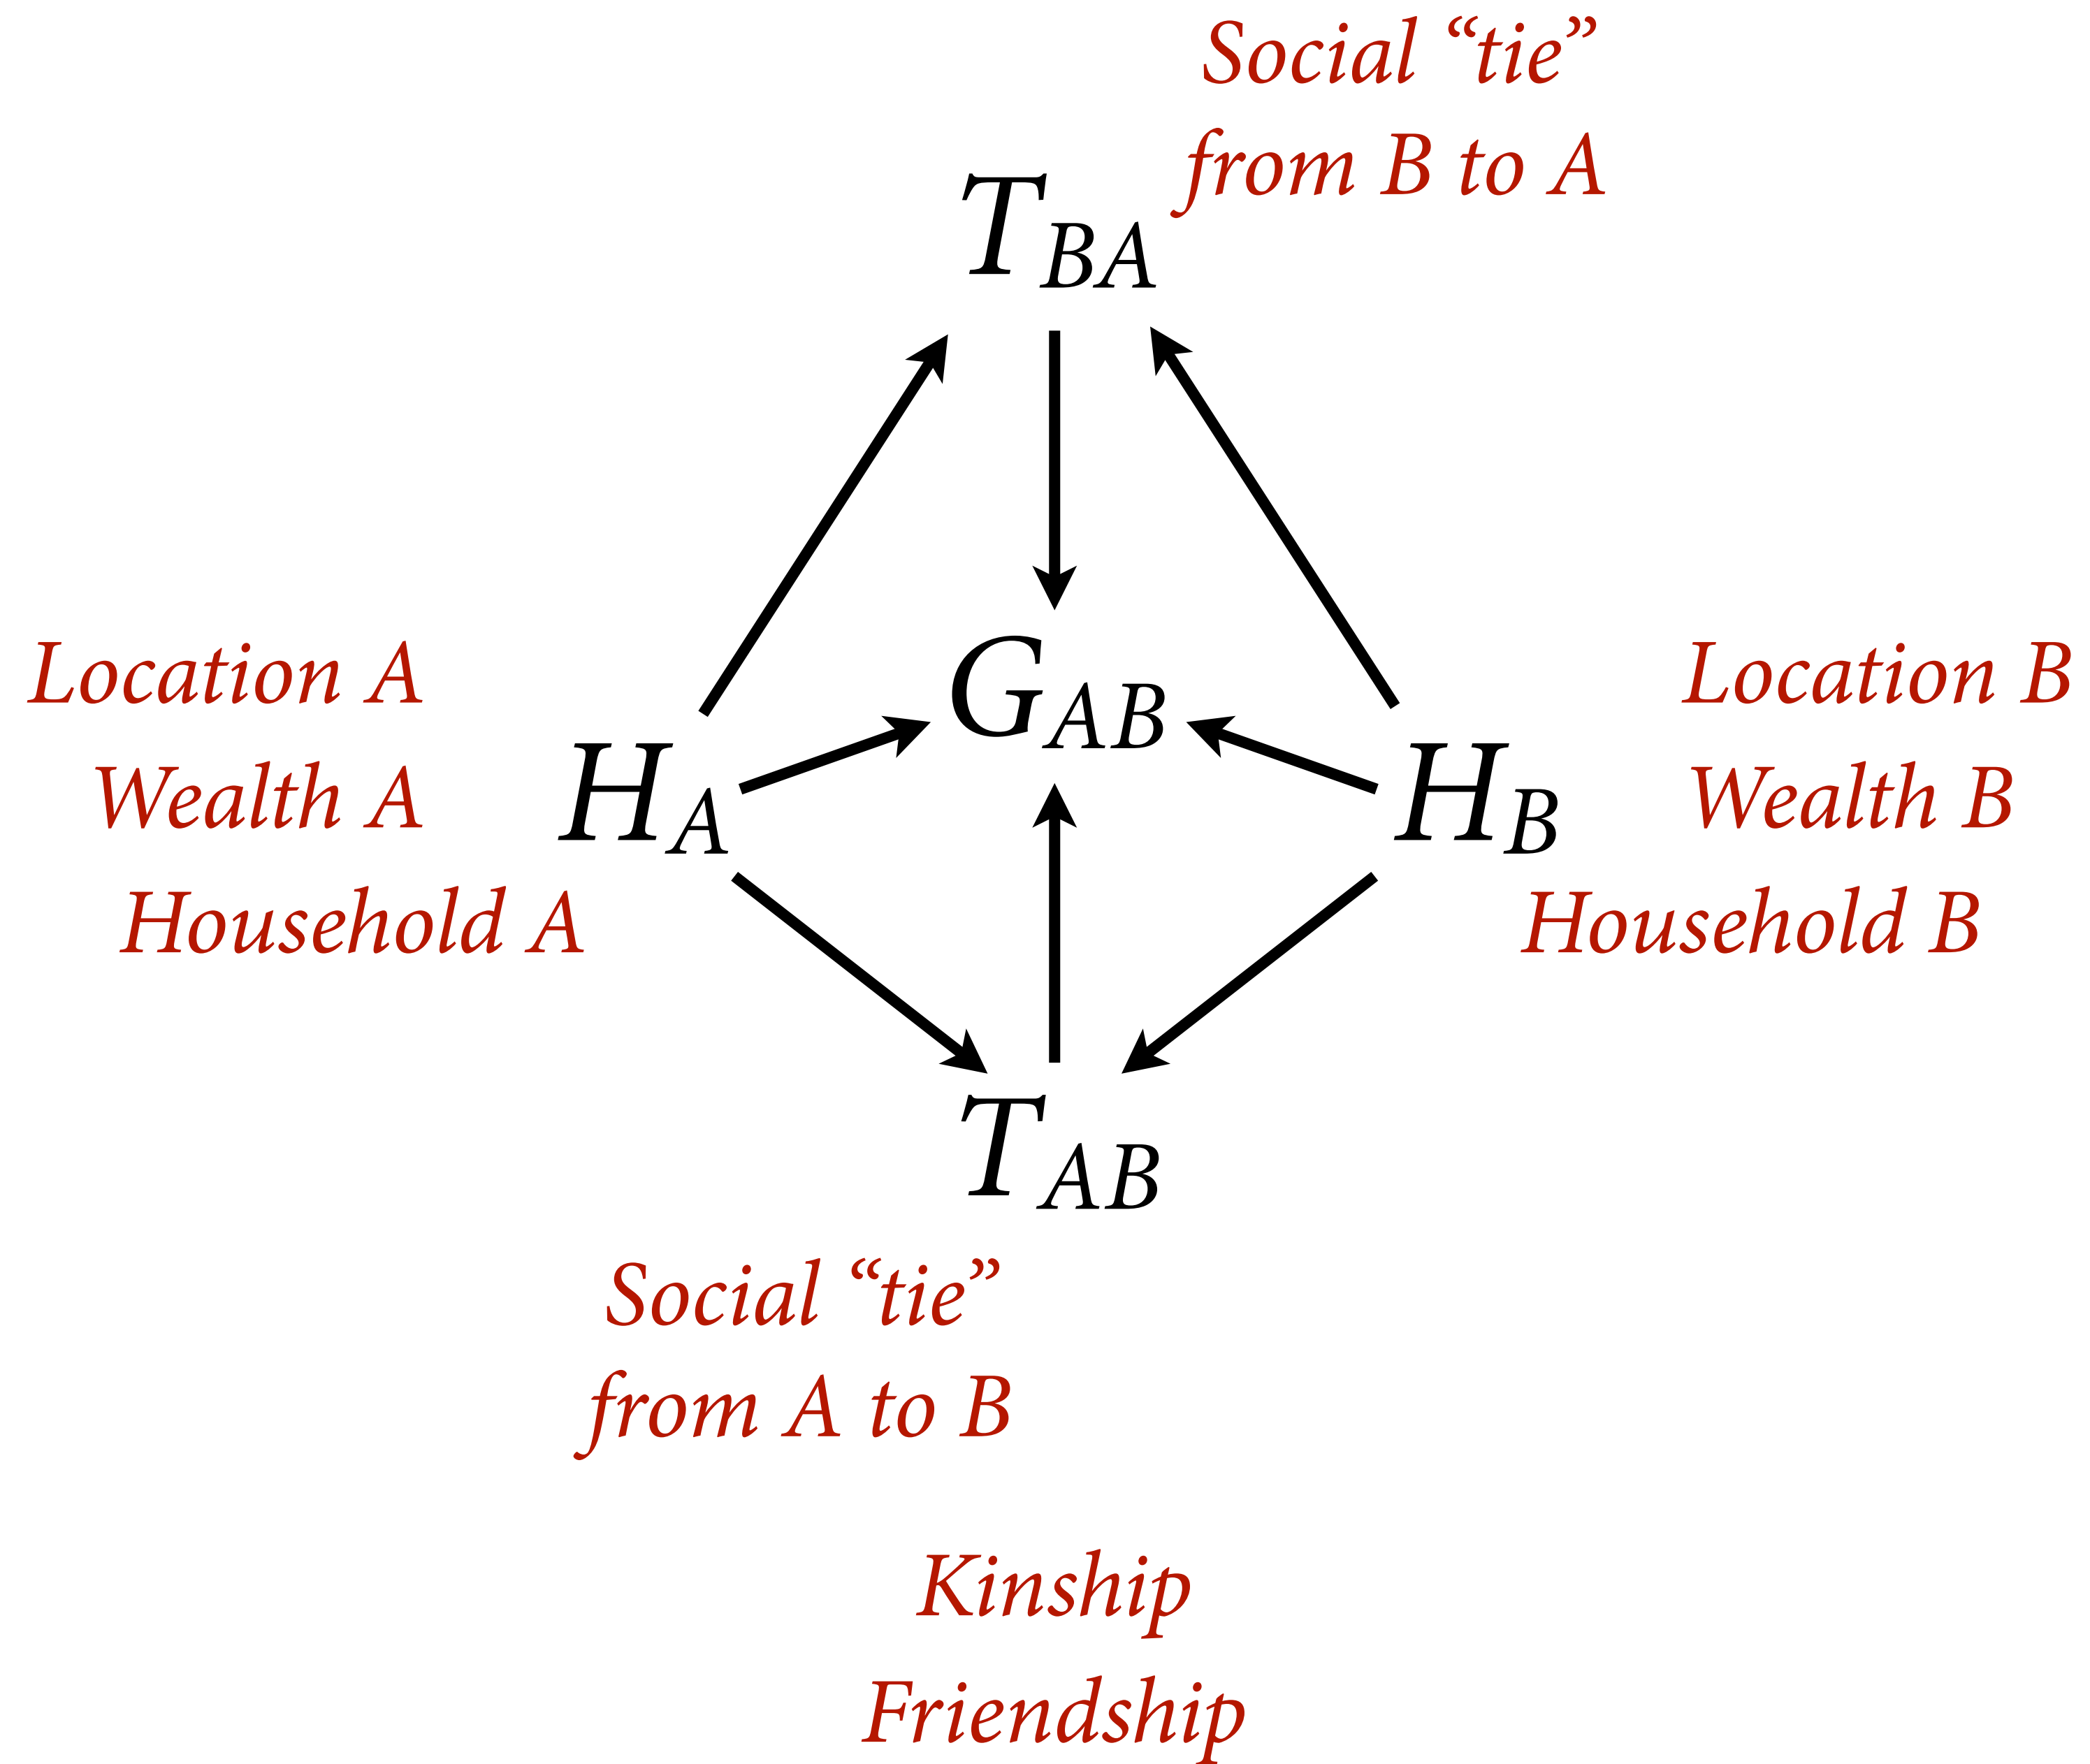 Social “tie”
from B to A
T_BA
G_AB
Location A
Wealth A
Household A
H_A
H_B
Location B
Wealth B
Household B
T_AB
Social “tie”
from A to B
Kinship
Friendship